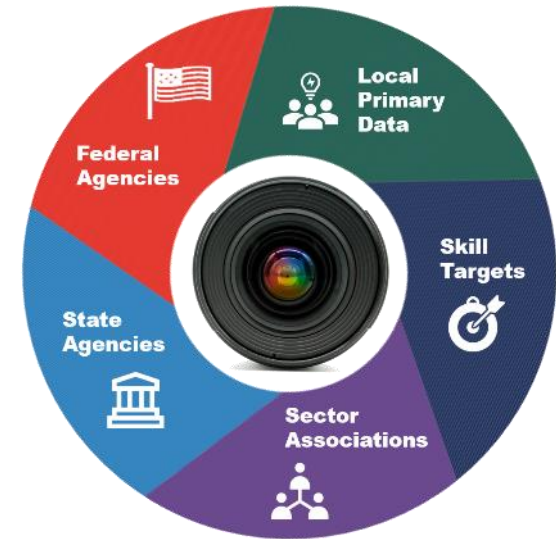 Local
Primary
Data
Skill
Targets
Sector
Associations
State
Agencies
Federal
Agencies